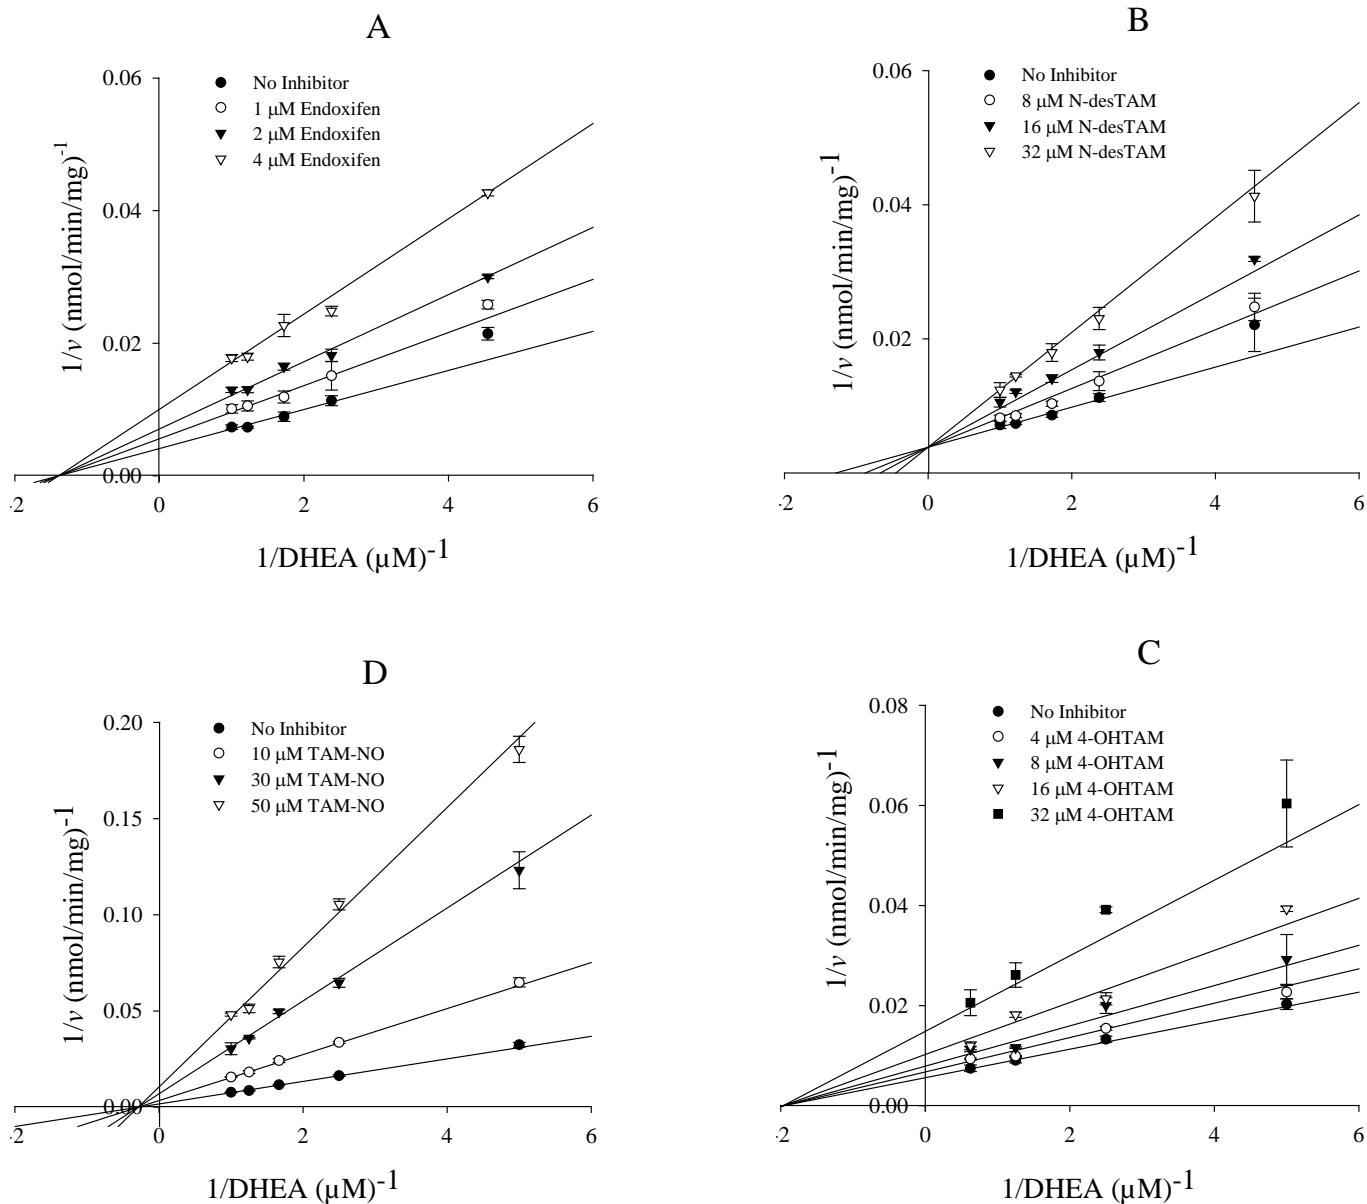 A
0.06
No Inhibitor
1 μM Endoxifen
2 μM Endoxifen
4 μM Endoxifen
1/v (nmol/min/mg)-1
0.04
0.02
0.00
-2 0 2 4 6
1/DHEA (μM)-1
B
0.06
No Inhibitor
8 μM N-desTAM
16 μM N-desTAM
32 μM N-desTAM
1/v (nmol/min/mg)-1
0.04
0.02
0.00
-2 0 2 4 6
1/DHEA (μM)-1
D
0.20
No Inhibitor
10 μM TAM-NO
30 μM TAM-NO
50 μM TAM-NO
1/v (nmol/min/mg)-1
0.15
0.10
0.05
0.00
-2 0 2 4 6
1/DHEA (μM)-1
C
0.08
No Inhibitor
4 μM 4-OHTAM
8 μM 4-OHTAM
16 μM 4-OHTAM
32 μM 4-OHTAM
1/v (nmol/min/mg)-1
0.06
0.04
0.02
0.00
-2 0 2 4 6
1/DHEA (μM)-1